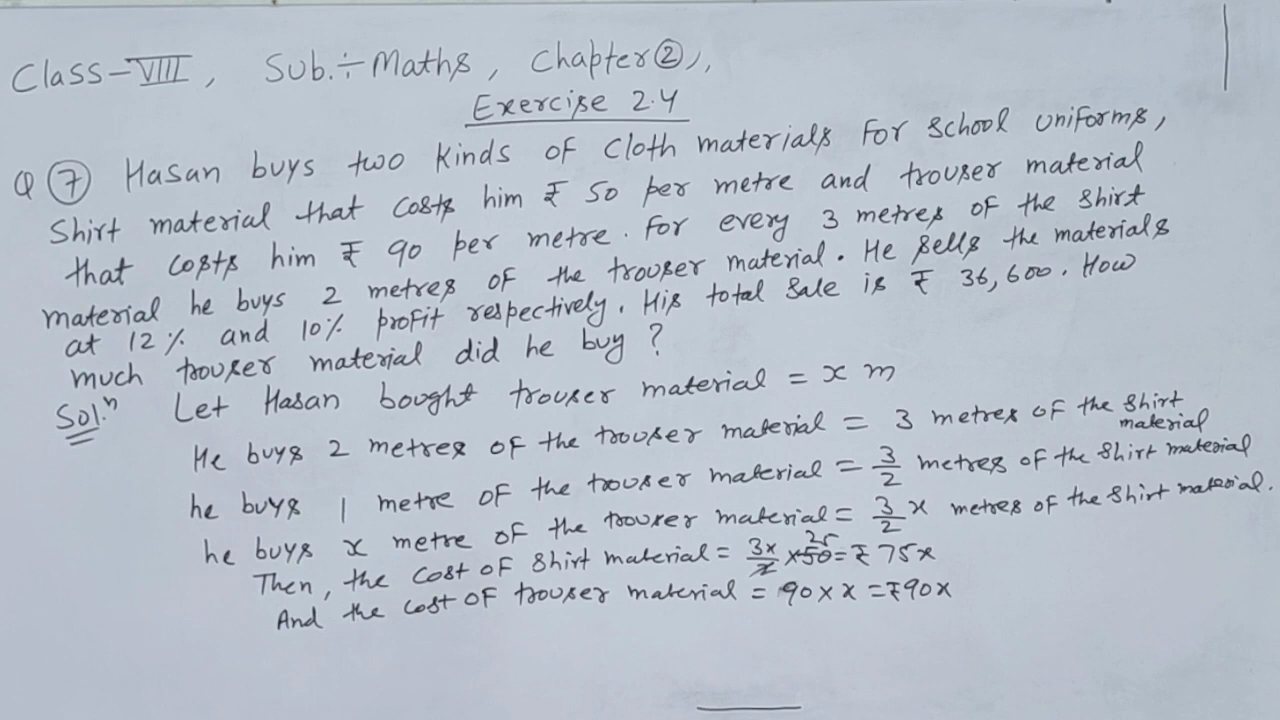 Class-VIII, Sub.÷Maths, Chapter ②,,
Exercise 2.4
Q ⑦ Hasan buys two kinds of cloth materials for school uniforms,
Shirt material that costs him ₹ 50 per metre and trouser material
that costs him ₹ 90 per metre. For every 3 metres of the shirt
material he buys 2 metres of the trouser material. He sells the materials
at 12% and 10% profit respectively. His total sale is ₹ 36,600. How
much trouser material did he buy?
Sol.ⁿ Let Hasan bought trouser material = x m
He buys 2 metres of the trouser material = 3 metres of the shirt material
he buys 1 metre of the trouser material = 3/2 metres of the shirt material
he buys x metre of the trouser material = 3/2 x metres of the shirt material.
Then, the cost of shirt material = 3x/2 × 50 25 = ₹ 75x
And the cost of trouser material = 90 × x = ₹90x